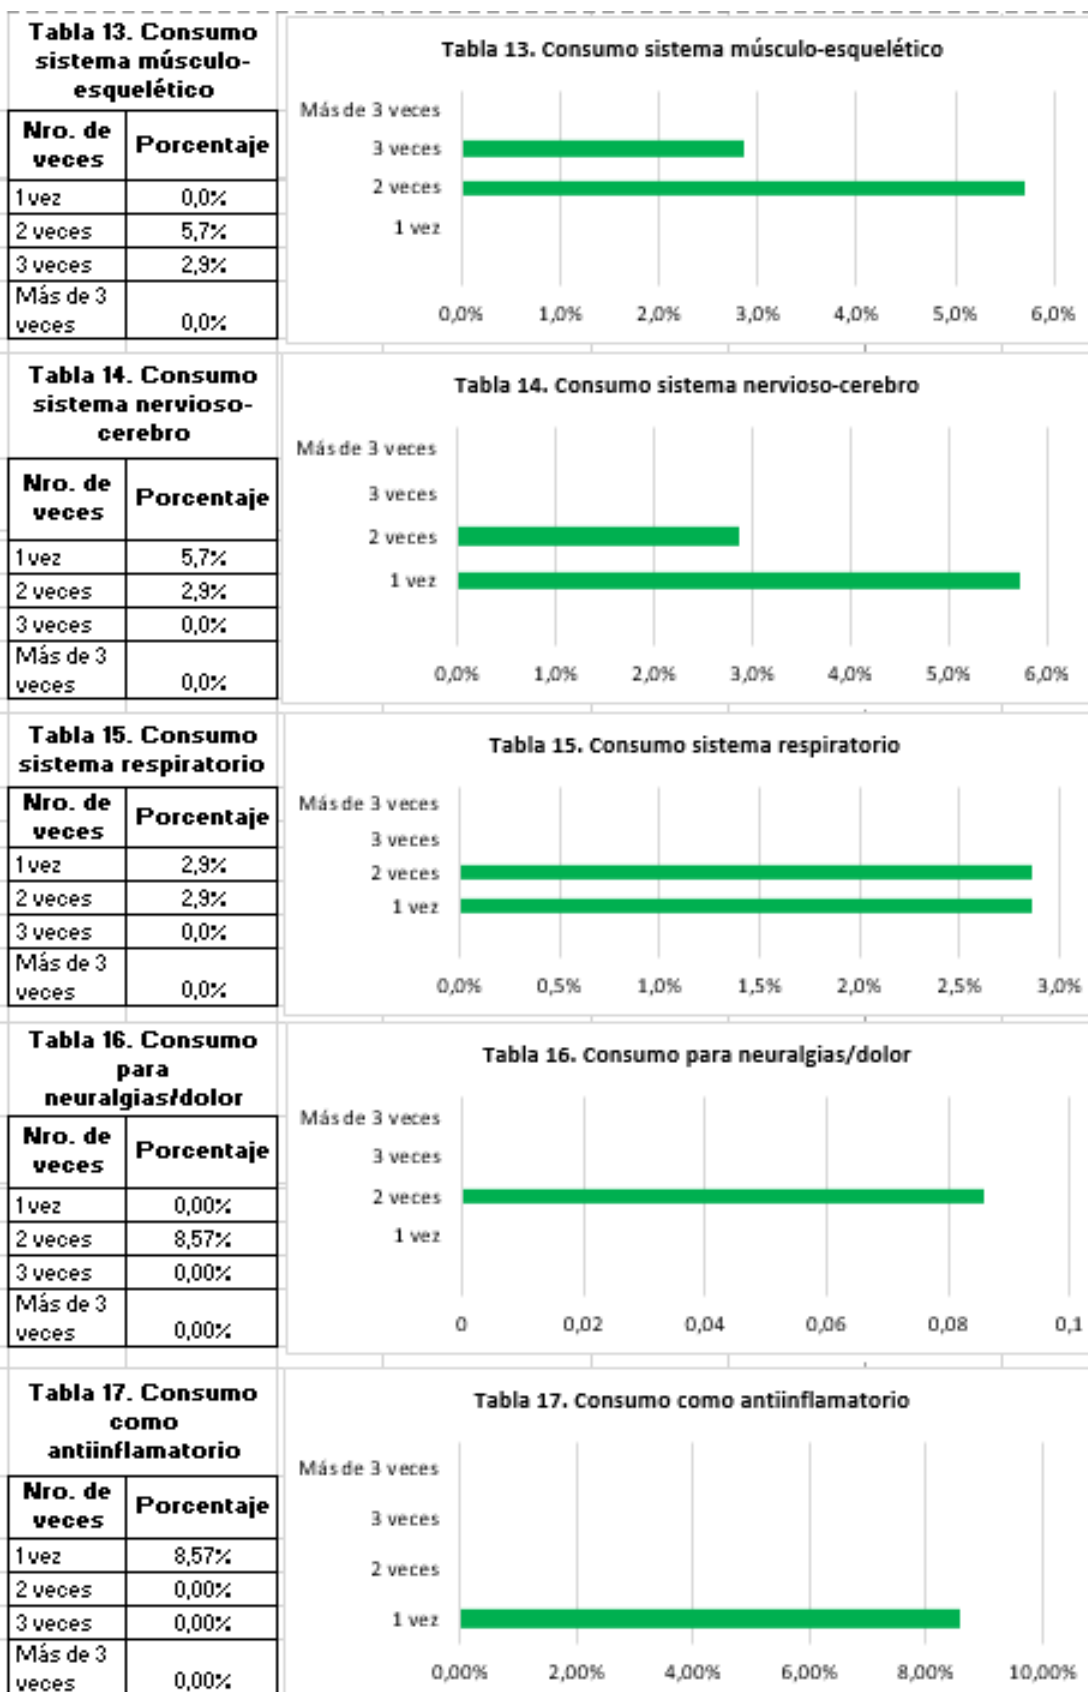 Tabla 13. Consumo
sistema músculo-
esquelético
Nro. de
veces
Porcentaje
1 vez 0,0%
2 veces 5,7%
3 veces 2,9%
Más de 3
veces 0,0%
Tabla 13. Consumo sistema músculo-esquelético
Más de 3 veces
3 veces
2 veces
1 vez
0,0% 1,0% 2,0% 3,0% 4,0% 5,0% 6,0%
Tabla 14. Consumo
sistema nervioso-
cerebro
Nro. de
veces
Porcentaje
1 vez 5,7%
2 veces 2,9%
3 veces 0,0%
Más de 3
veces 0,0%
Tabla 14. Consumo sistema nervioso-cerebro
Más de 3 veces
3 veces
2 veces
1 vez
0,0% 1,0% 2,0% 3,0% 4,0% 5,0% 6,0%
Tabla 15. Consumo
sistema respiratorio
Nro. de
veces
Porcentaje
1 vez 2,9%
2 veces 2,9%
3 veces 0,0%
Más de 3
veces 0,0%
Tabla 15. Consumo sistema respiratorio
Más de 3 veces
3 veces
2 veces
1 vez
0,0% 0,5% 1,0% 1,5% 2,0% 2,5% 3,0%
Tabla 16. Consumo
para
neuralgias/dolor
Nro. de
veces
Porcentaje
1 vez 0,00%
2 veces 8,57%
3 veces 0,00%
Más de 3
veces 0,00%
Tabla 16. Consumo para neuralgias/dolor
Más de 3 veces
3 veces
2 veces
1 vez
0 0,02 0,04 0,06 0,08 0,1
Tabla 17. Consumo
como
antiinflamatorio
Nro. de
veces
Porcentaje
1 vez 8,57%
2 veces 0,00%
3 veces 0,00%
Más de 3
veces 0,00%
Tabla 17. Consumo como antiinflamatorio
Más de 3 veces
3 veces
2 veces
1 vez
0,00% 2,00% 4,00% 6,00% 8,00% 10,00%